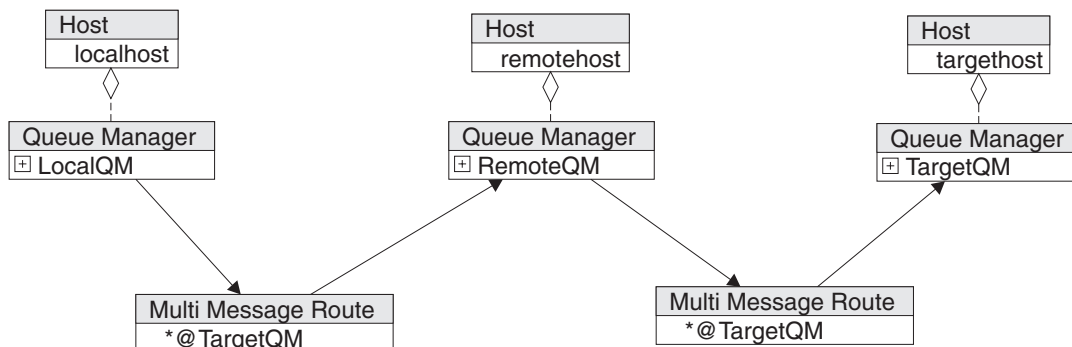 Host
localhost
Host
remotehost
Host
targethost
Queue Manager
LocalQM
Queue Manager
RemoteQM
Queue Manager
TargetQM
Multi Message Route
*@TargetQM
Multi Message Route
*@TargetQM